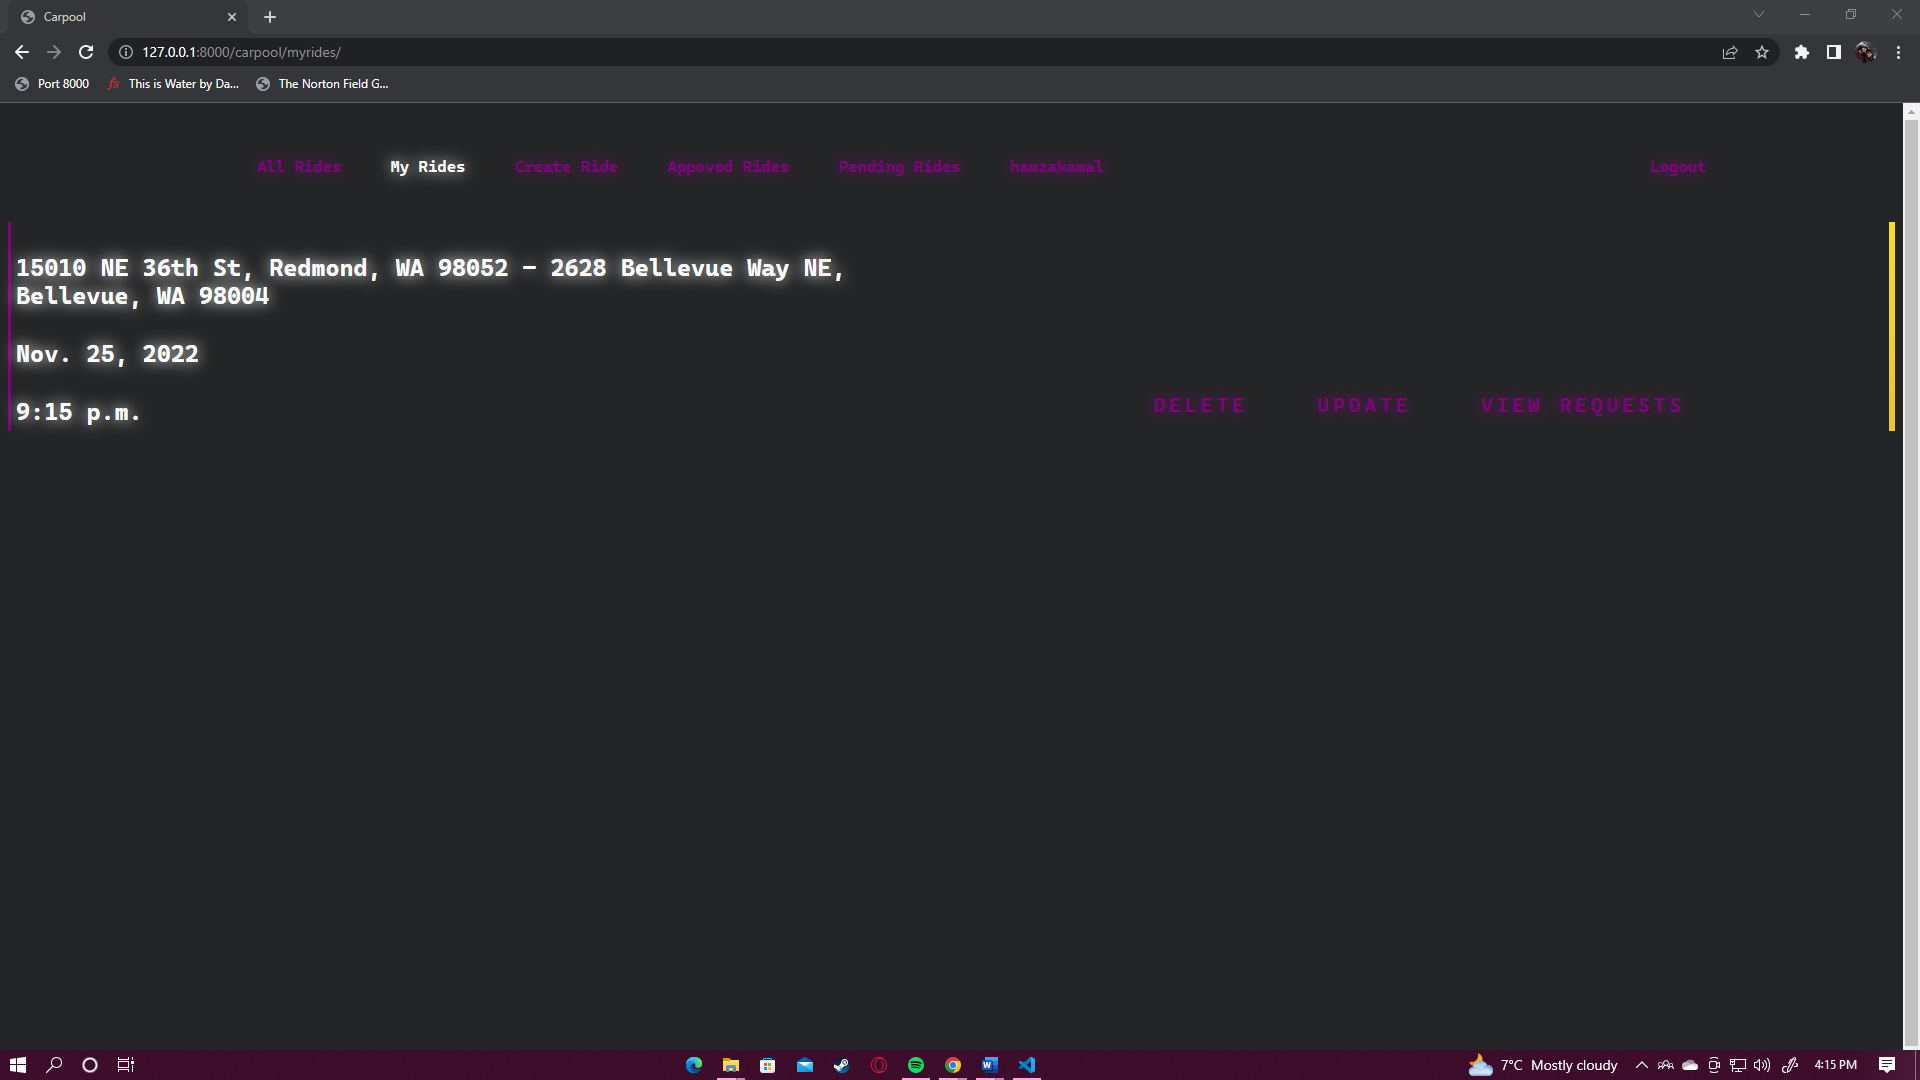 Carpool
127.0.0.1:8000/carpool/myrides/
Port 8000 This is Water by Da... The Norton Field G...
All Rides My Rides Create Ride Appoved Rides Pending Rides hamzakamal Logout
15010 NE 36th St, Redmond, WA 98052 - 2628 Bellevue Way NE,
Bellevue, WA 98004
Nov. 25, 2022
9:15 p.m.
DELETE UPDATE VIEW REQUESTS
7°C Mostly cloudy 4:15 PM